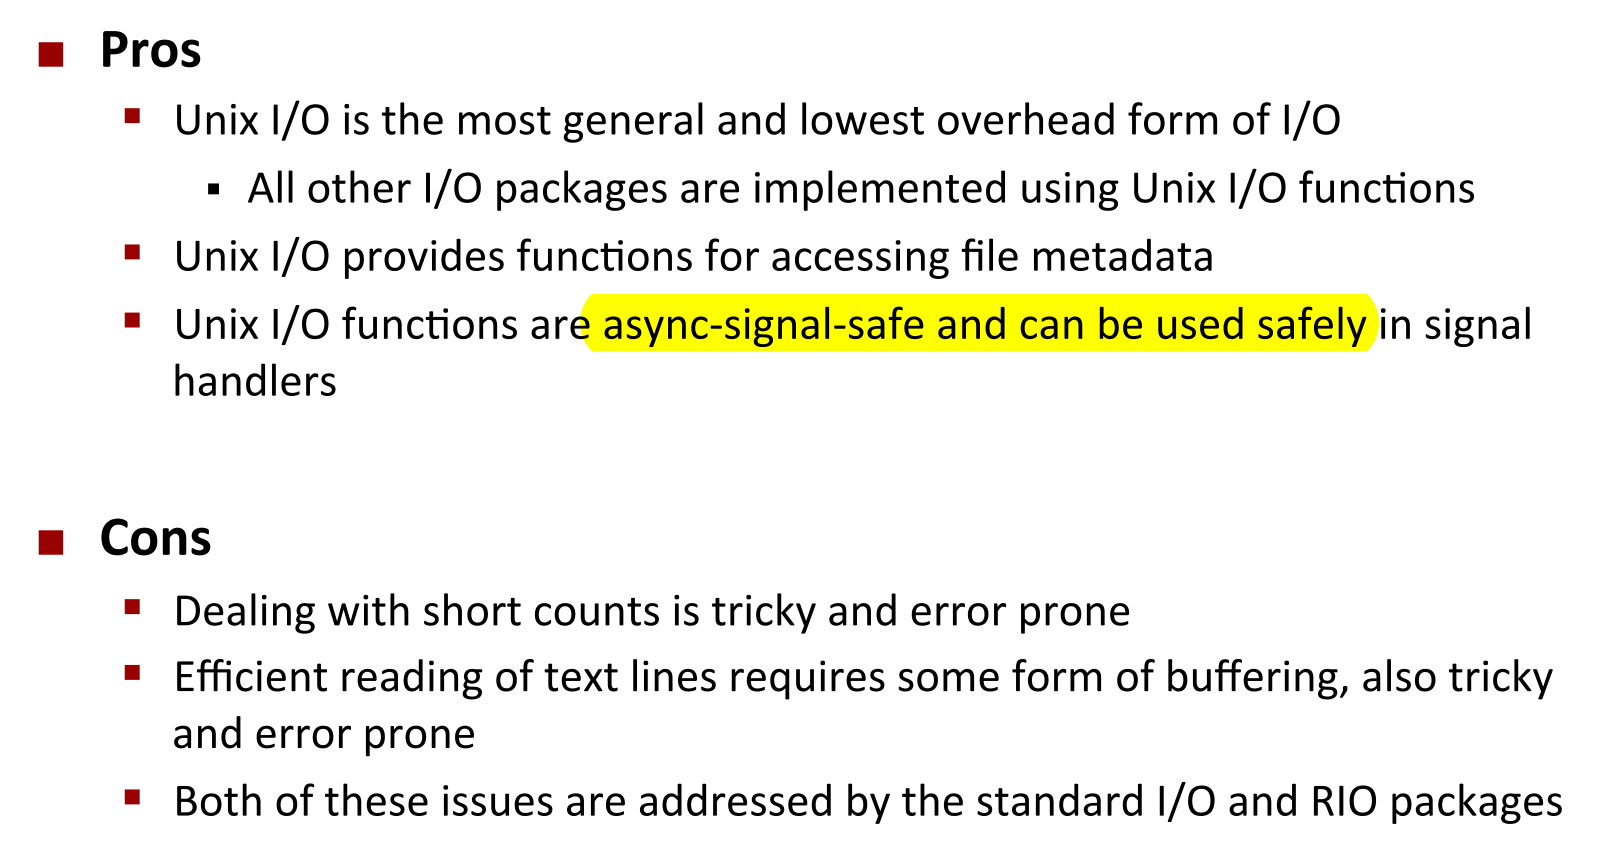 Pros
Unix I/O is the most general and lowest overhead form of I/O
All other I/O packages are implemented using Unix I/O functions
Unix I/O provides functions for accessing file metadata
Unix I/O functions are async-signal-safe and can be used safely in signal
handlers
Cons
Dealing with short counts is tricky and error prone
Efficient reading of text lines requires some form of buffering, also tricky
and error prone
Both of these issues are addressed by the standard I/O and RIO packages